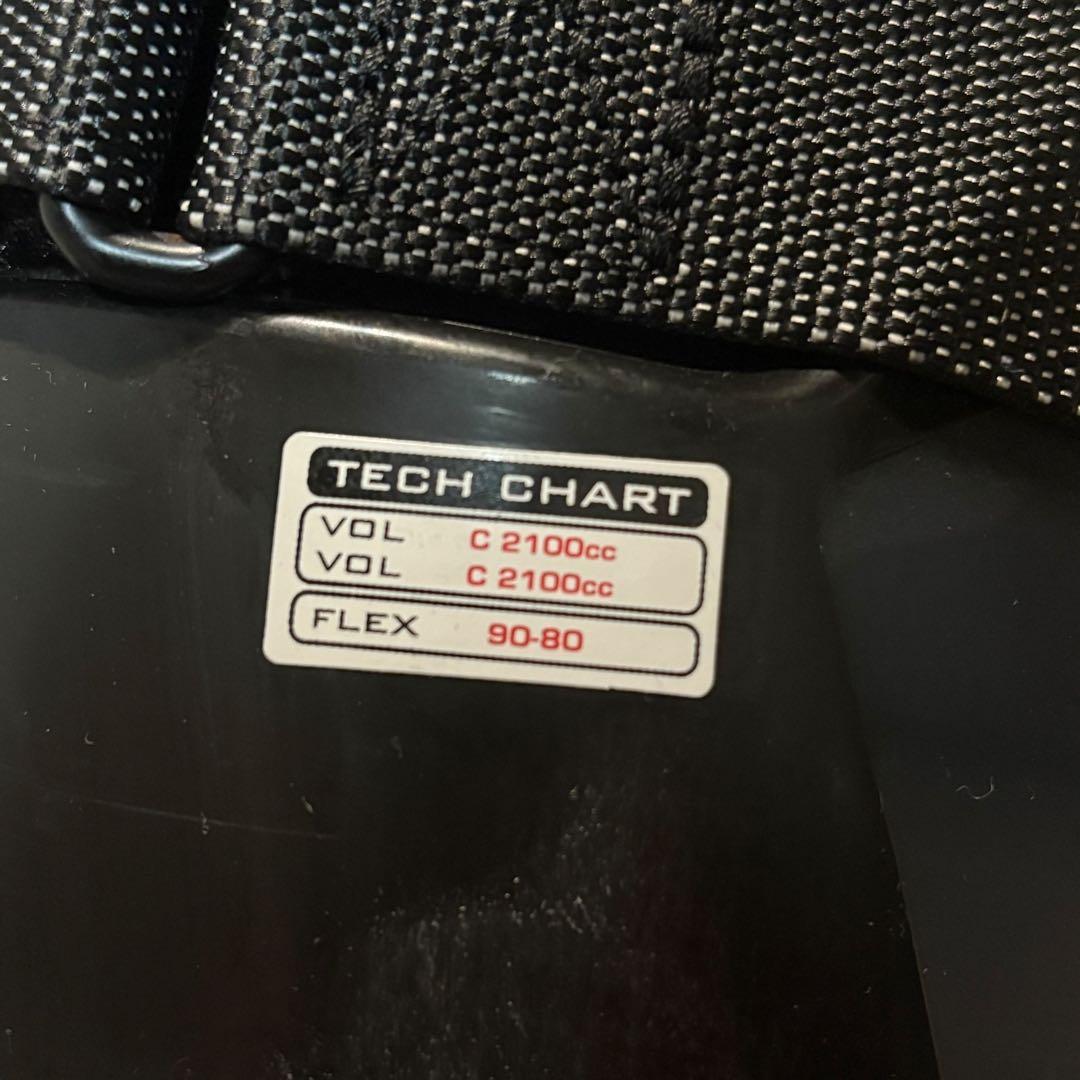 TECH CHART
VOL C 2100cc
VOL C 2100cc
FLEX 90-80